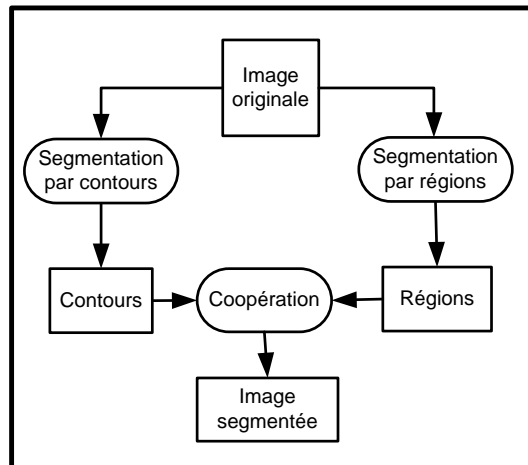 Image
originale
Segmentation
par contours
Segmentation
par régions
Contours
Coopération
Régions
Image
segmentée